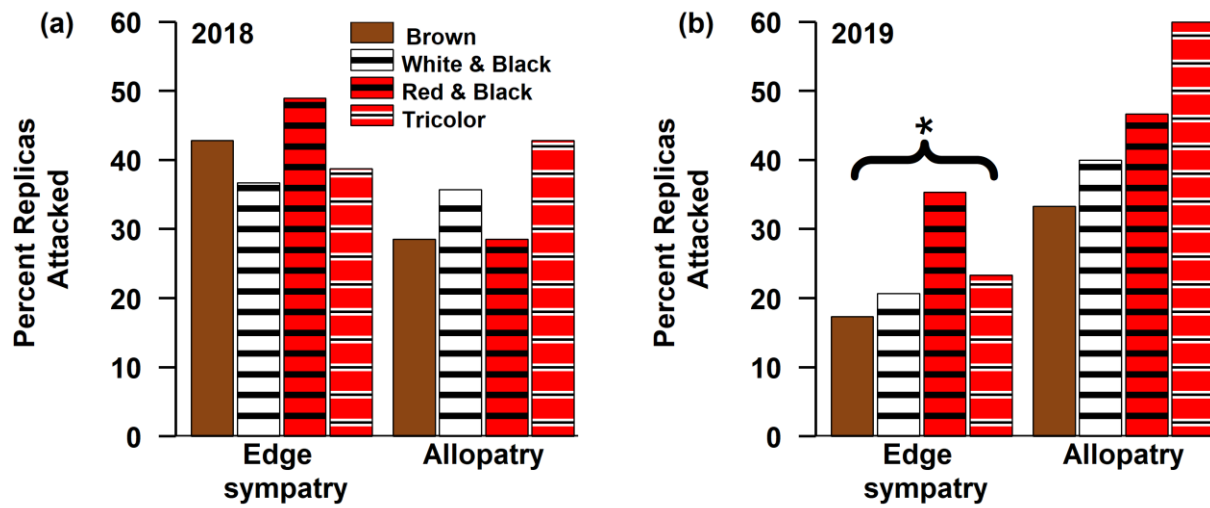 (a)
2018
Brown
White & Black
Red & Black
Tricolor
Percent Replicas
Attacked
60
50
40
30
20
10
0
Edge
sympatry
Allopatry
(b)
2019
*
Percent Replicas
Attacked
60
50
40
30
20
10
0
Edge
sympatry
Allopatry